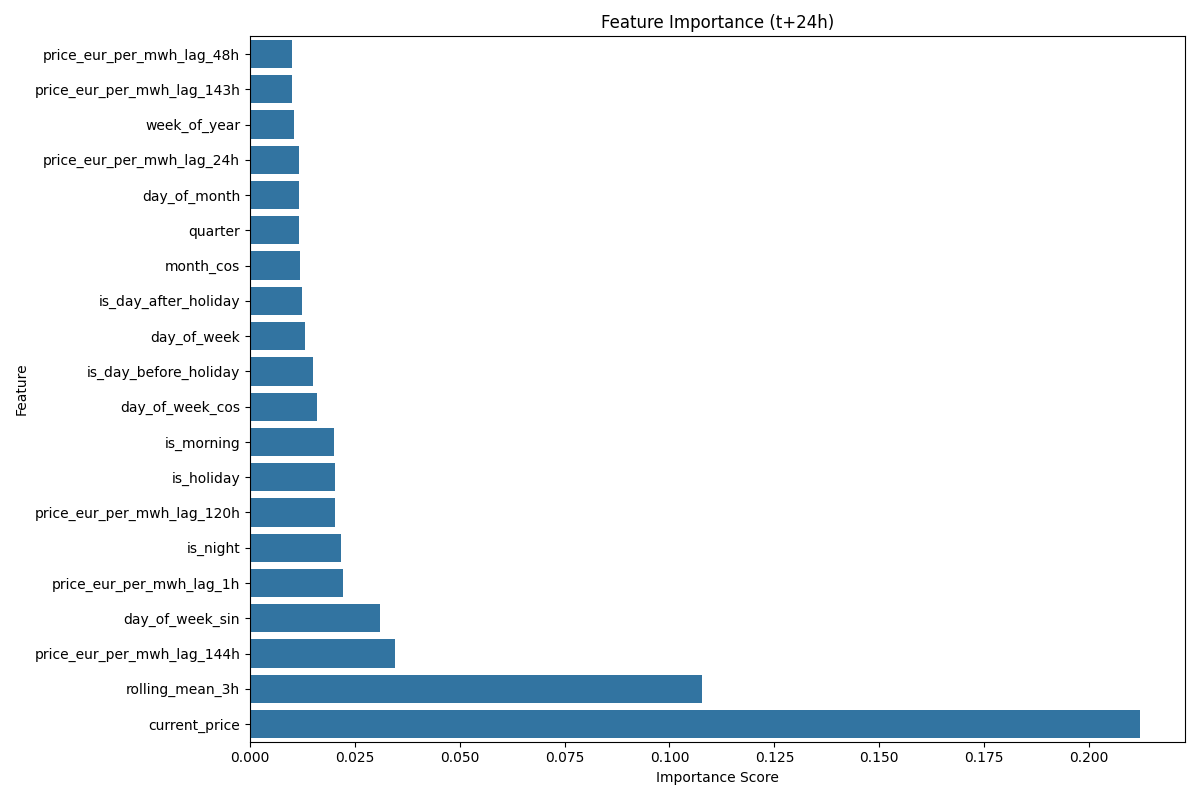 Feature Importance (t+24h)
Feature
price_eur_per_mwh_lag_48h
price_eur_per_mwh_lag_143h
week_of_year
price_eur_per_mwh_lag_24h
day_of_month
quarter
month_cos
is_day_after_holiday
day_of_week
is_day_before_holiday
day_of_week_cos
is_morning
is_holiday
price_eur_per_mwh_lag_120h
is_night
price_eur_per_mwh_lag_1h
day_of_week_sin
price_eur_per_mwh_lag_144h
rolling_mean_3h
current_price
0.000 0.025 0.050 0.075 0.100 0.125 0.150 0.175 0.200
Importance Score